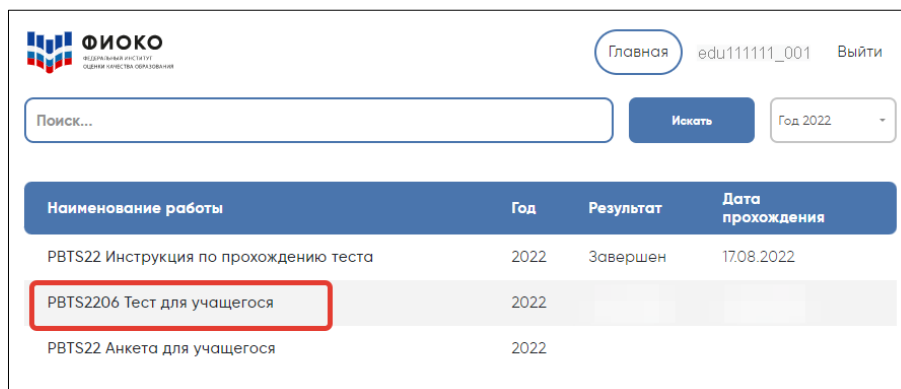 ФИОКО
ФЕДЕРАЛЬНЫЙ ИНСТИТУТ
ОЦЕНКИ КАЧЕСТВА ОБРАЗОВАНИЯ
Главная edu111111_001 Выйти
Поиск... Искать Год 2022
Наименование работы Год Результат Дата
прохождения
PBTS22 Инструкция по прохождению теста 2022 Завершен 17.08.2022
PBTS2206 Тест для учащегося 2022
PBTS22 Анкета для учащегося 2022